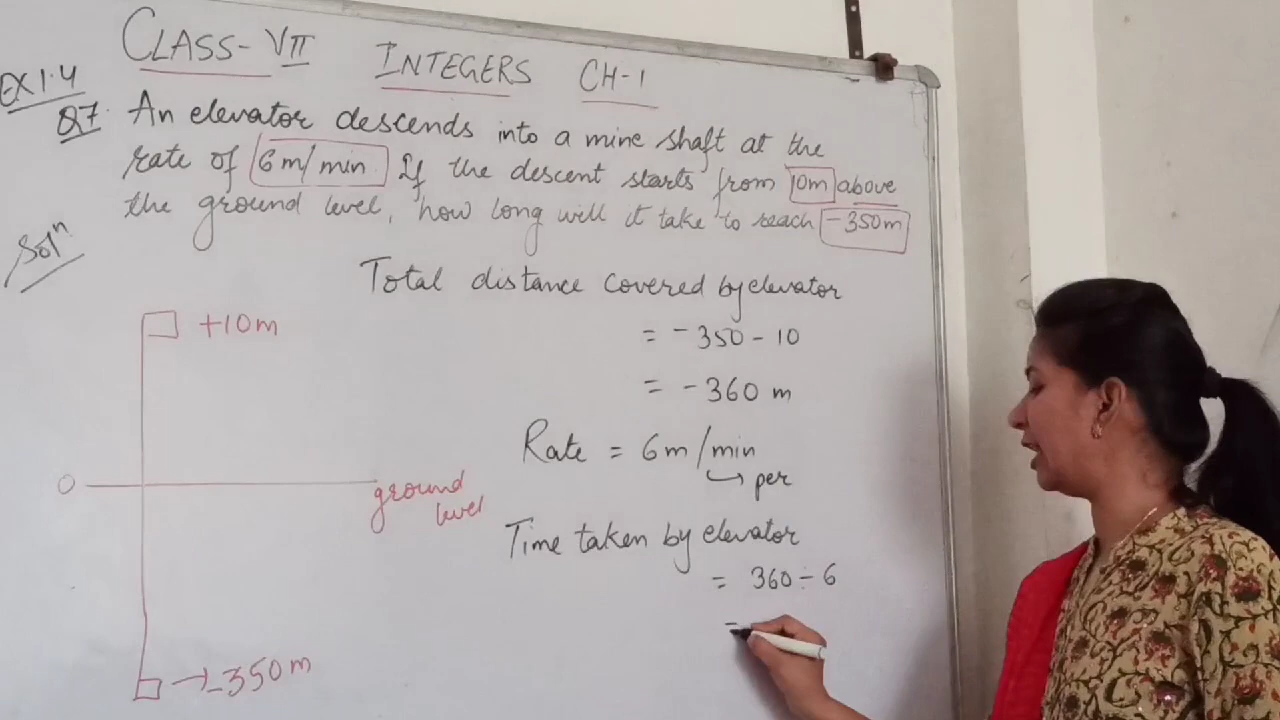 CLASS-VII INTEGERS CH-1
EX 1.4
Q7. An elevator descends into a mine shaft at the
rate of 6 m/min. If the descent starts from 10m above
the ground level, how long will it take to reach -350m
Solⁿ
Total distance covered by elevator
= -350 - 10
= -360 m
Rate = 6 m/min
per
Time taken by elevator
= 360 ÷ 6
=
+10m
0
ground
level
-350 m